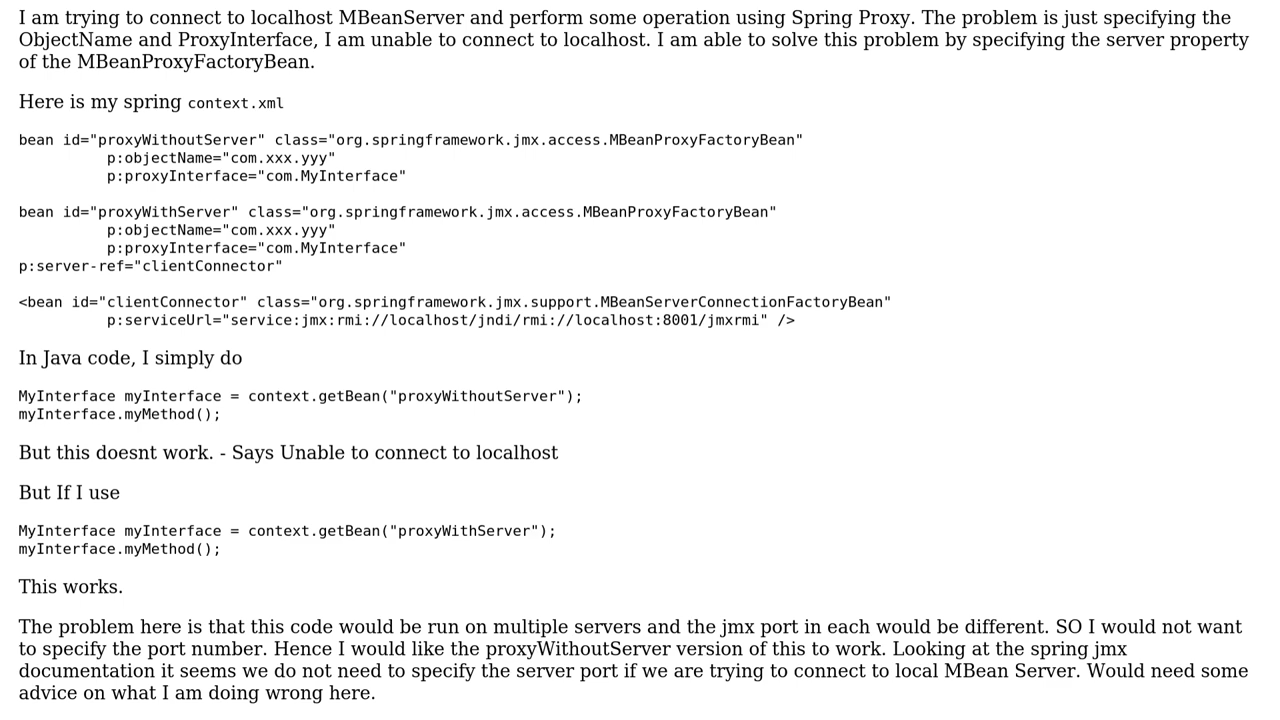 I am trying to connect to localhost MBeanServer and perform some operation using Spring Proxy. The problem is just specifying the
ObjectName and ProxyInterface, I am unable to connect to localhost. I am able to solve this problem by specifying the server property
of the MBeanProxyFactoryBean.
Here is my spring context.xml
bean id="proxyWithoutServer" class="org.springframework.jmx.access.MBeanProxyFactoryBean"
p:objectName="com.xxx.yyy"
p:proxyInterface="com.MyInterface"
bean id="proxyWithServer" class="org.springframework.jmx.access.MBeanProxyFactoryBean"
p:objectName="com.xxx.yyy"
p:proxyInterface="com.MyInterface"
p:server-ref="clientConnector"
<bean id="clientConnector" class="org.springframework.jmx.support.MBeanServerConnectionFactoryBean"
p:serviceUrl="service:jmx:rmi://localhost/jndi/rmi://localhost:8001/jmxrmi" />
In Java code, I simply do
MyInterface myInterface = context.getBean("proxyWithoutServer");
myInterface.myMethod();
But this doesnt work. - Says Unable to connect to localhost
But If I use
MyInterface myInterface = context.getBean("proxyWithServer");
myInterface.myMethod();
This works.
The problem here is that this code would be run on multiple servers and the jmx port in each would be different. SO I would not want
to specify the port number. Hence I would like the proxyWithoutServer version of this to work. Looking at the spring jmx
documentation it seems we do not need to specify the server port if we are trying to connect to local MBean Server. Would need some
advice on what I am doing wrong here.